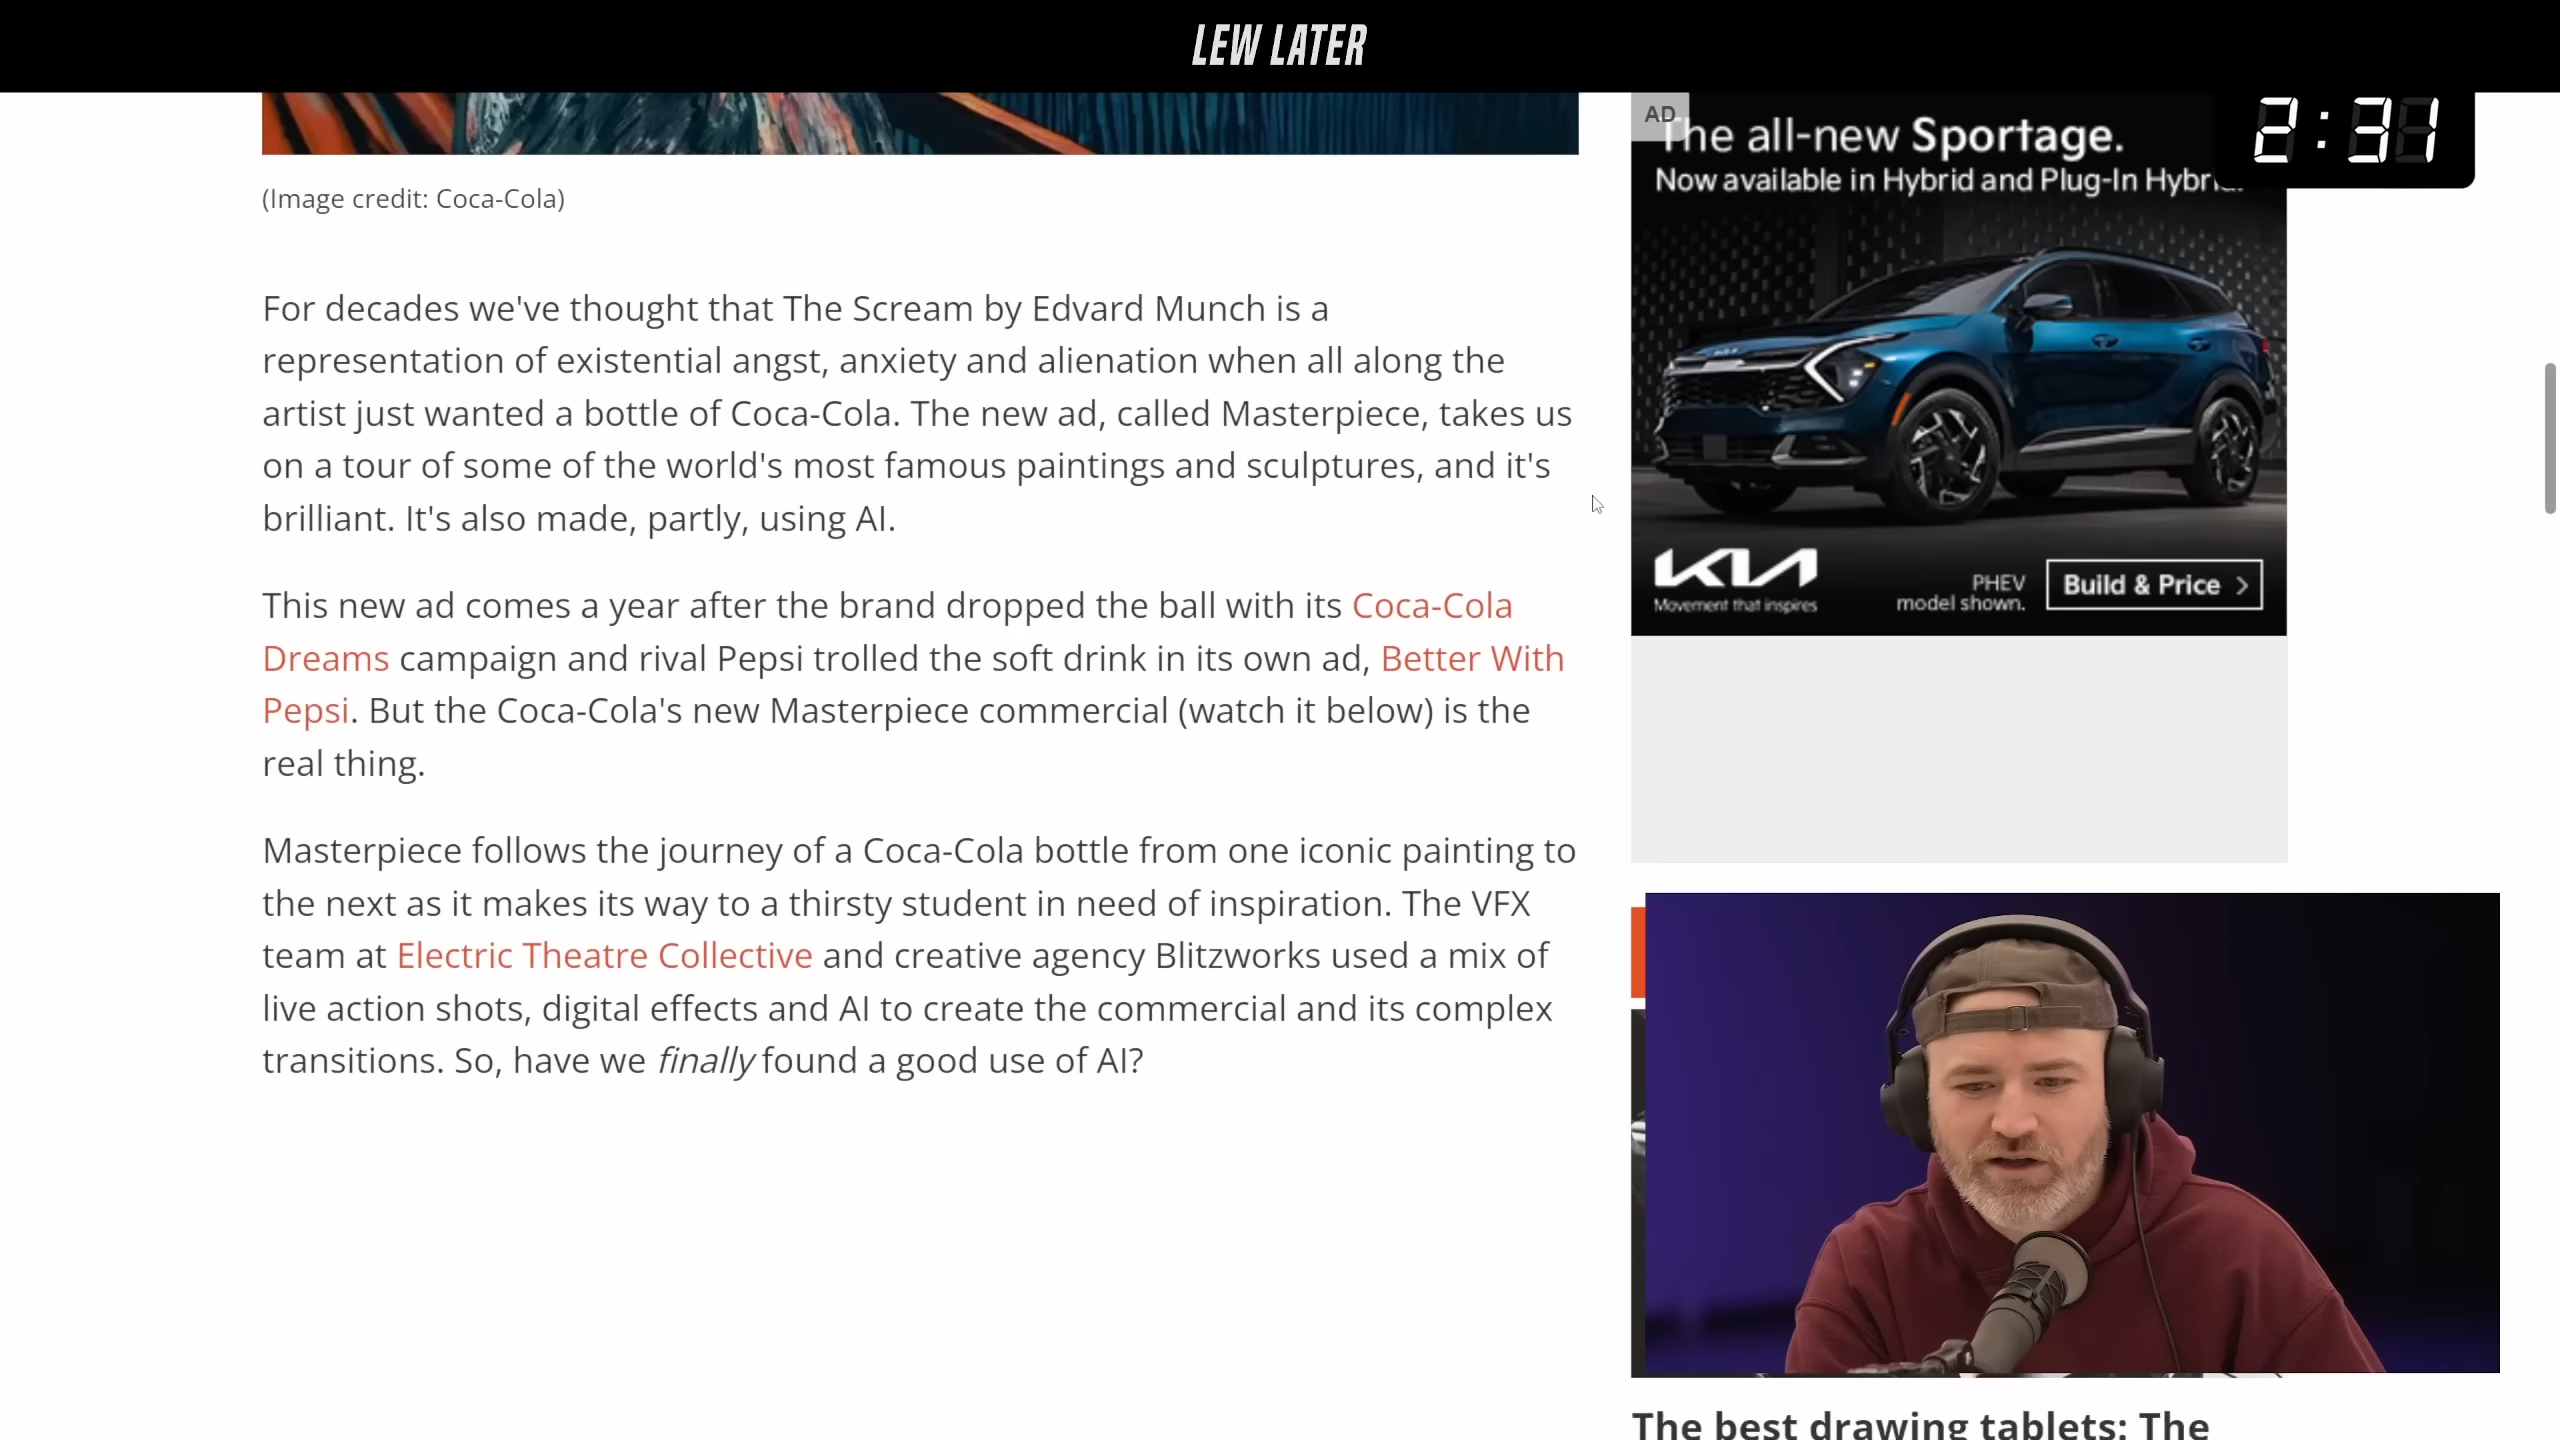 LEW LATER
2:31
(Image credit: Coca-Cola)
For decades we've thought that The Scream by Edvard Munch is a
representation of existential angst, anxiety and alienation when all along the
artist just wanted a bottle of Coca-Cola. The new ad, called Masterpiece, takes us
on a tour of some of the world's most famous paintings and sculptures, and it's
brilliant. It's also made, partly, using AI.
This new ad comes a year after the brand dropped the ball with its Coca-Cola
Dreams campaign and rival Pepsi trolled the soft drink in its own ad, Better With
Pepsi. But the Coca-Cola's new Masterpiece commercial (watch it below) is the
real thing.
Masterpiece follows the journey of a Coca-Cola bottle from one iconic painting to
the next as it makes its way to a thirsty student in need of inspiration. The VFX
team at Electric Theatre Collective and creative agency Blitzworks used a mix of
live action shots, digital effects and AI to create the commercial and its complex
transitions. So, have we finally found a good use of AI?
AD
The all-new Sportage.
Now available in Hybrid and Plug-In
KIA
Movement that inspires
PHEV
model shown.
Build & Price >
The best drawing tablets: The